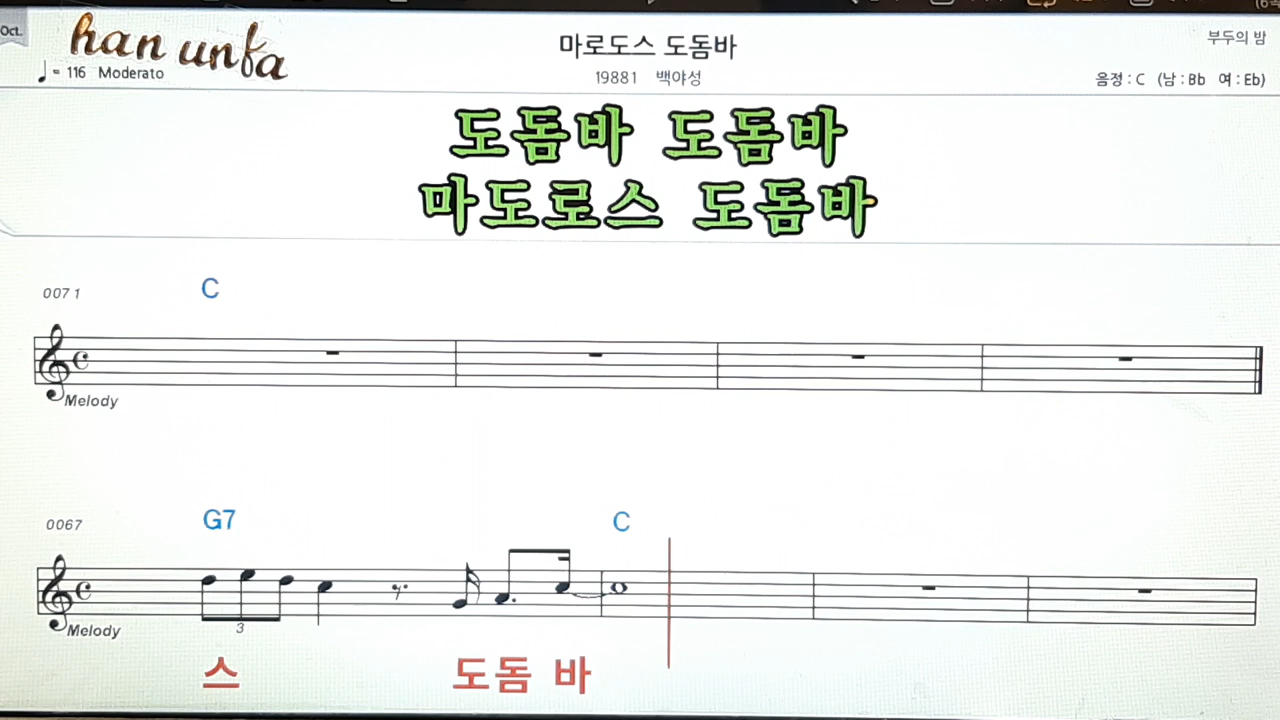 Oct.
han unfa
마로도스 도돔바
부두의 밤
♩ = 116 Moderato
19881 백야성
음정 : C (남 : Bb 여 : Eb)
도돔바 도돔바
마도로스 도돔바
0071
C
Melody
0067
G7 C
3
Melody
스 도돔 바